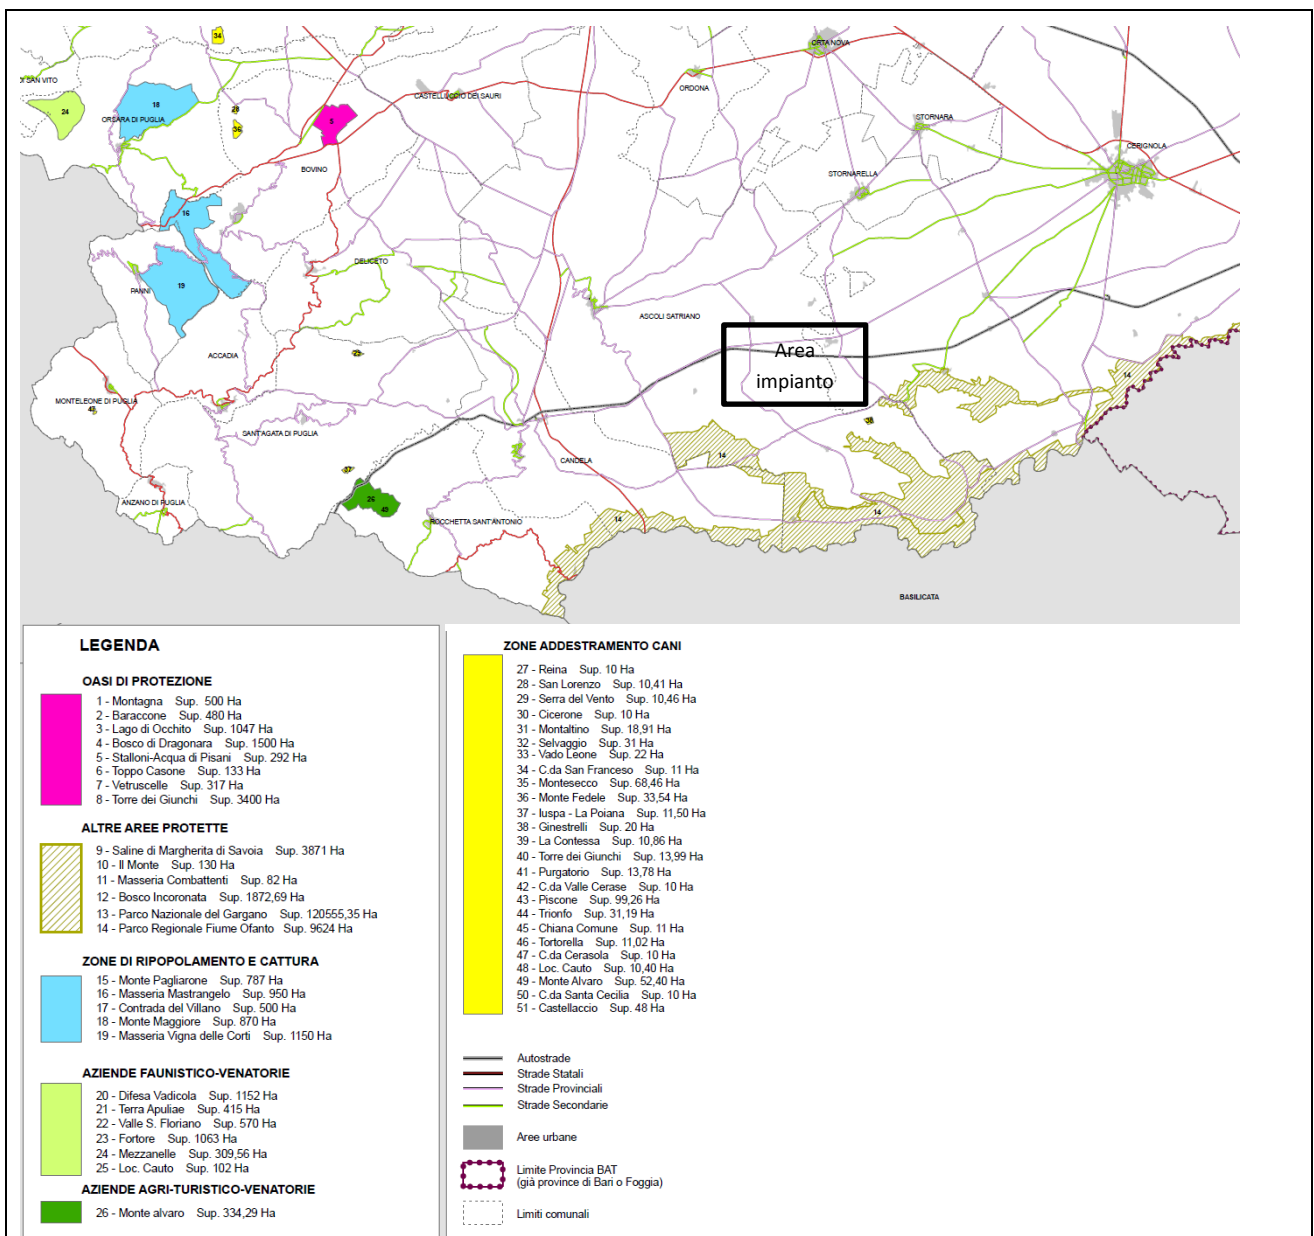 34
DI SAN VITO
24
18
ORSARA DI PUGLIA
28
36
5
BOVINO
CASTELLUCCIO DEI SAURI
ORDONA
ORTA NOVA
STORNARA
STORNARELLA
CERIGNOLA
16
PANNI
19
DELICETO
ASCOLI SATRIANO
Area
impianto
29
ACCADIA
MONTELEONE DI PUGLIA
SANT'AGATA DI PUGLIA
14
38
14
CANDELA
37
ANZANO DI PUGLIA
26
49
ROCCHETTA SANT'ANTONIO
14
14
BASILICATA
LEGENDA
OASI DI PROTEZIONE
1 - Montagna Sup. 500 Ha
2 - Baraccone Sup. 480 Ha
3 - Lago di Occhito Sup. 1047 Ha
4 - Bosco di Dragonara Sup. 1500 Ha
5 - Stalloni-Acqua di Pisani Sup. 292 Ha
6 - Toppo Casone Sup. 133 Ha
7 - Vetruscelle Sup. 317 Ha
8 - Torre dei Giunchi Sup. 3400 Ha
ALTRE AREE PROTETTE
9 - Saline di Margherita di Savoia Sup. 3871 Ha
10 - Il Monte Sup. 130 Ha
11 - Masseria Combattenti Sup. 82 Ha
12 - Bosco Incoronata Sup. 1872,69 Ha
13 - Parco Nazionale del Gargano Sup. 120555,35 Ha
14 - Parco Regionale Fiume Ofanto Sup. 9624 Ha
ZONE DI RIPOPOLAMENTO E CATTURA
15 - Monte Pagliarone Sup. 787 Ha
16 - Masseria Mastrangelo Sup. 950 Ha
17 - Contrada del Villano Sup. 500 Ha
18 - Monte Maggiore Sup. 870 Ha
19 - Masseria Vigna delle Corti Sup. 1150 Ha
AZIENDE FAUNISTICO-VENATORIE
20 - Difesa Vadicola Sup. 1152 Ha
21 - Terra Apuliae Sup. 415 Ha
22 - Valle S. Floriano Sup. 570 Ha
23 - Fortore Sup. 1063 Ha
24 - Mezzanelle Sup. 309,56 Ha
25 - Loc. Cauto Sup. 102 Ha
AZIENDE AGRI-TURISTICO-VENATORIE
26 - Monte alvaro Sup. 334,29 Ha
ZONE ADDESTRAMENTO CANI
27 - Reina Sup. 10 Ha
28 - San Lorenzo Sup. 10,41 Ha
29 - Serra del Vento Sup. 10,46 Ha
30 - Cicerone Sup. 10 Ha
31 - Montaltino Sup. 18,91 Ha
32 - Selvaggio Sup. 31 Ha
33 - Vado Leone Sup. 22 Ha
34 - C.da San Franceso Sup. 11 Ha
35 - Montesecco Sup. 68,46 Ha
36 - Monte Fedele Sup. 33,54 Ha
37 - Iuspa - La Poiana Sup. 11,50 Ha
38 - Ginestrelli Sup. 20 Ha
39 - La Contessa Sup. 10,86 Ha
40 - Torre dei Giunchi Sup. 13,99 Ha
41 - Purgatorio Sup. 13,78 Ha
42 - C.da Valle Cerase Sup. 10 Ha
43 - Piscone Sup. 99,26 Ha
44 - Trionfo Sup. 31,19 Ha
45 - Chiana Comune Sup. 11 Ha
46 - Tortorella Sup. 11,02 Ha
47 - C.da Cerasola Sup. 10 Ha
48 - Loc. Cauto Sup. 10,40 Ha
49 - Monte Alvaro Sup. 52,40 Ha
50 - C.da Santa Cecilia Sup. 10 Ha
51 - Castellaccio Sup. 48 Ha
Autostrade
Strade Statali
Strade Provinciali
Strade Secondarie
Aree urbane
Limite Provincia BAT
(già province di Bari o Foggia)
Limiti comunali